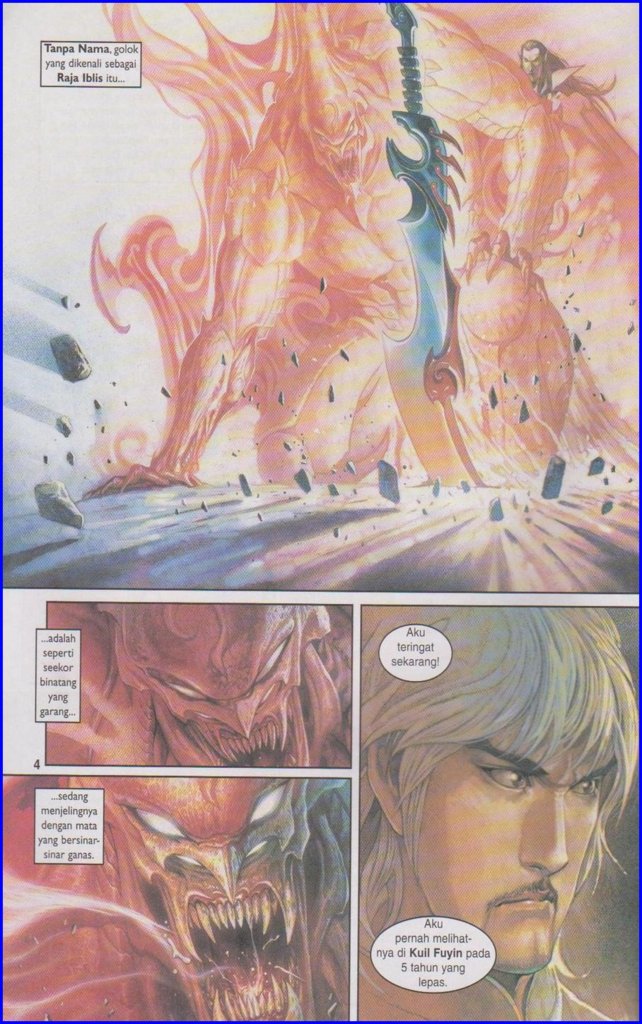 Tanpa Nama, golok
yang dikenali sebagai
Raja Iblis itu...
...adalah
seperti
seekor
binatang
yang
garang...
Aku
teringat
sekarang!
4
...sedang
menjelingnya
dengan mata
yang bersinar-
sinar ganas.
Aku
pernah melihat-
nya di Kuil Fuyin pada
5 tahun yang
lepas.